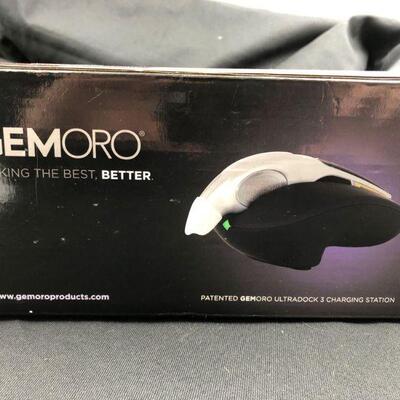 GEMORO®
KING THE BEST, BETTER.
www.gemoroproducts.com
PATENTED GEMORO ULTRADOCK 3 CHARGING STATION